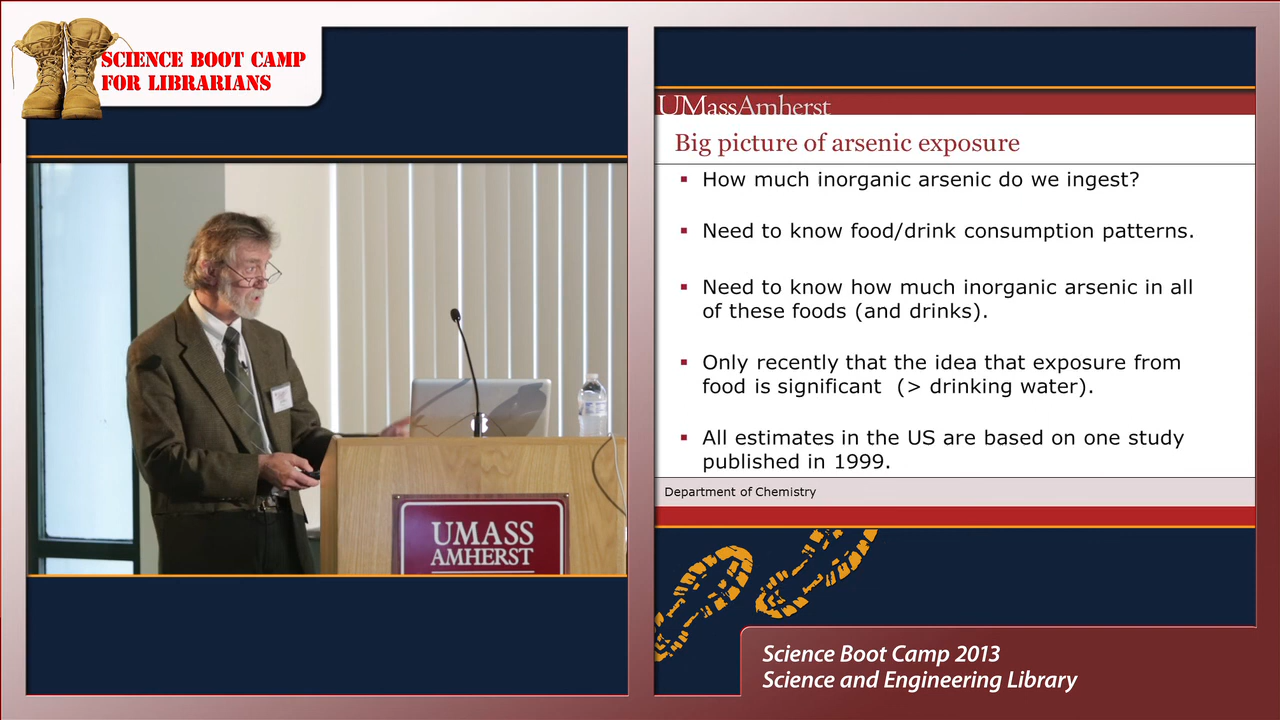 SCIENCE BOOT CAMP
FOR LIBRARIANS
UMASS
AMHERST
UMassAmherst
Big picture of arsenic exposure
▪ How much inorganic arsenic do we ingest?
▪ Need to know food/drink consumption patterns.
▪ Need to know how much inorganic arsenic in all
of these foods (and drinks).
▪ Only recently that the idea that exposure from
food is significant (> drinking water).
▪ All estimates in the US are based on one study
published in 1999.
Department of Chemistry
Science Boot Camp 2013
Science and Engineering Library